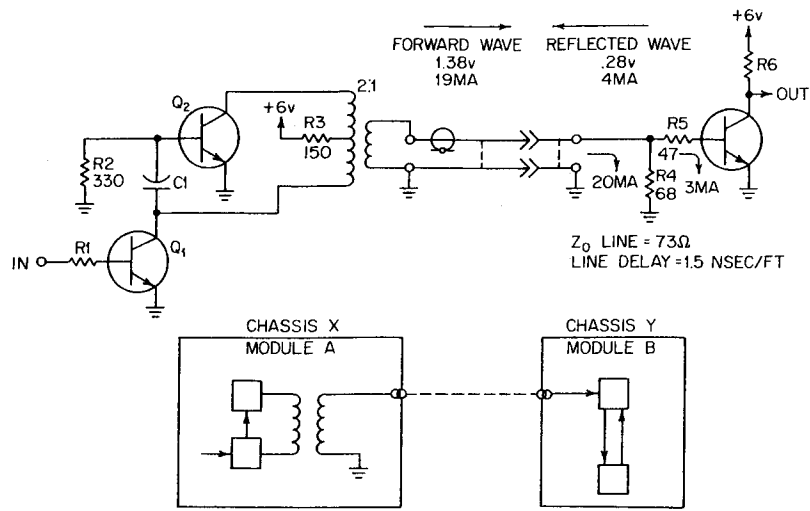 FORWARD WAVE
1.38v
19MA
REFLECTED WAVE
.28v
4MA
+6v
R6
OUT
Q2
2:1
+6v
R3
150
R2
330
C1
R5
47
3MA
R4
68
20MA
IN
R1
Q1
Z0 LINE = 73Ω
LINE DELAY = 1.5 NSEC/FT
CHASSIS X
MODULE A
CHASSIS Y
MODULE B